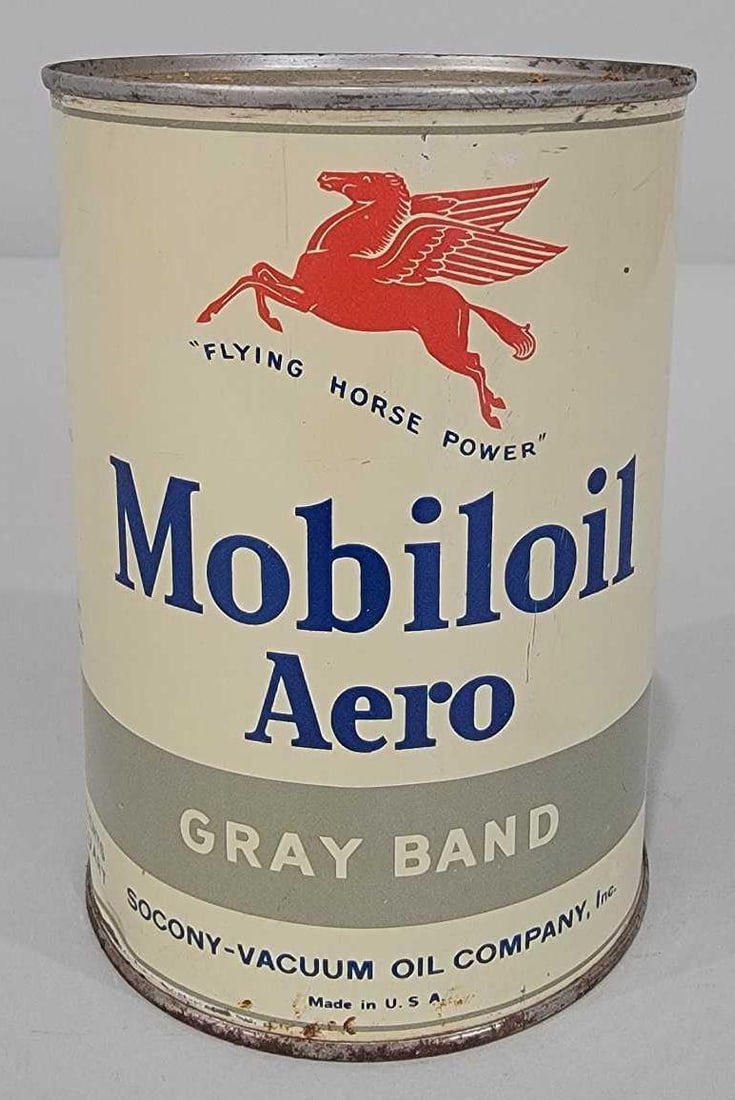 "FLYING HORSE POWER"
Mobiloil
Aero
GRAY BAND
SOCONY-VACUUM OIL COMPANY, Inc.
Made in U. S A.